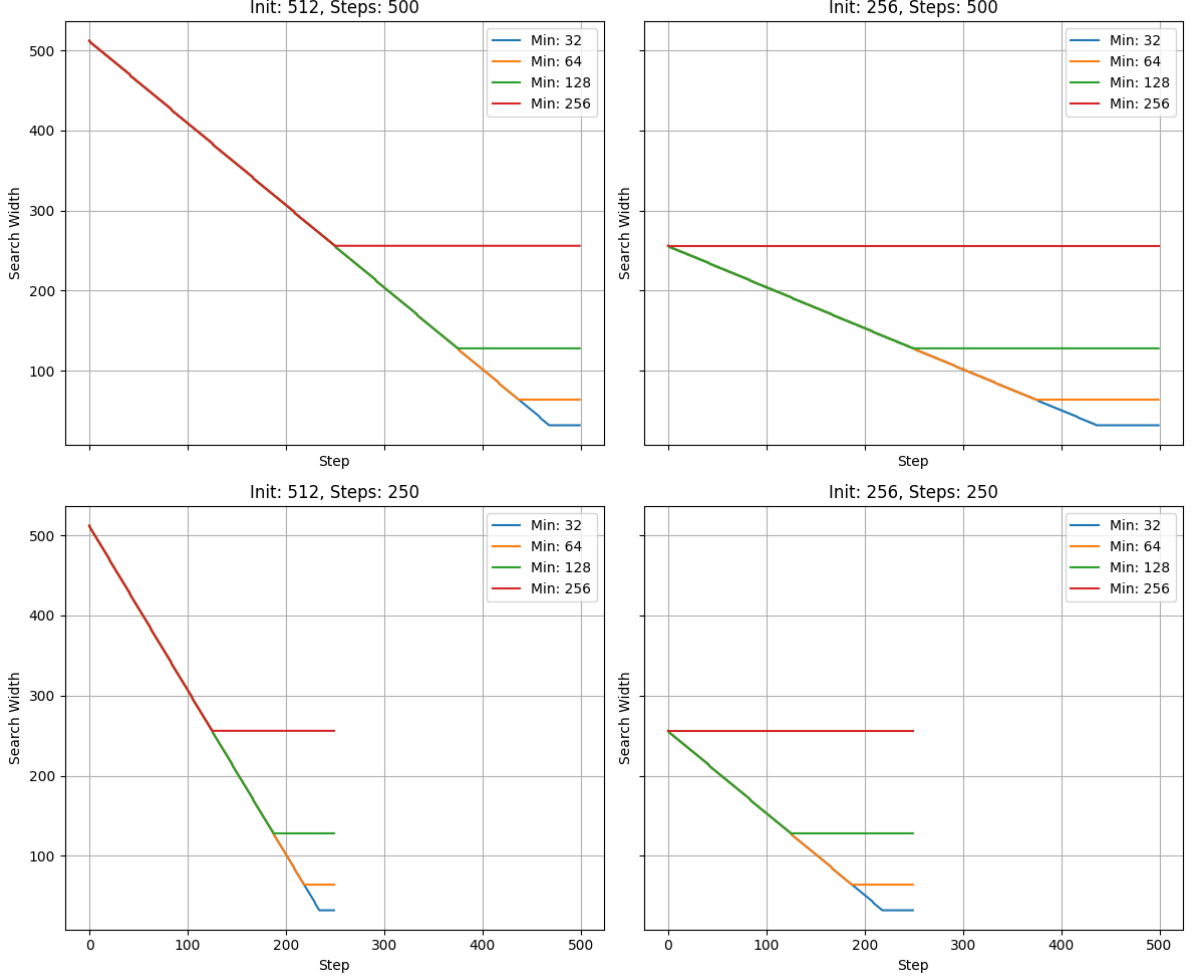 Init: 512, Steps: 500
Min: 32
Min: 64
Min: 128
Min: 256
500
400
300
200
100
Search Width
Step
Init: 256, Steps: 500
Min: 32
Min: 64
Min: 128
Min: 256
Search Width
Step
Init: 512, Steps: 250
Min: 32
Min: 64
Min: 128
Min: 256
500
400
300
200
100
Search Width
0 100 200 300 400 500
Step
Init: 256, Steps: 250
Min: 32
Min: 64
Min: 128
Min: 256
Search Width
0 100 200 300 400 500
Step